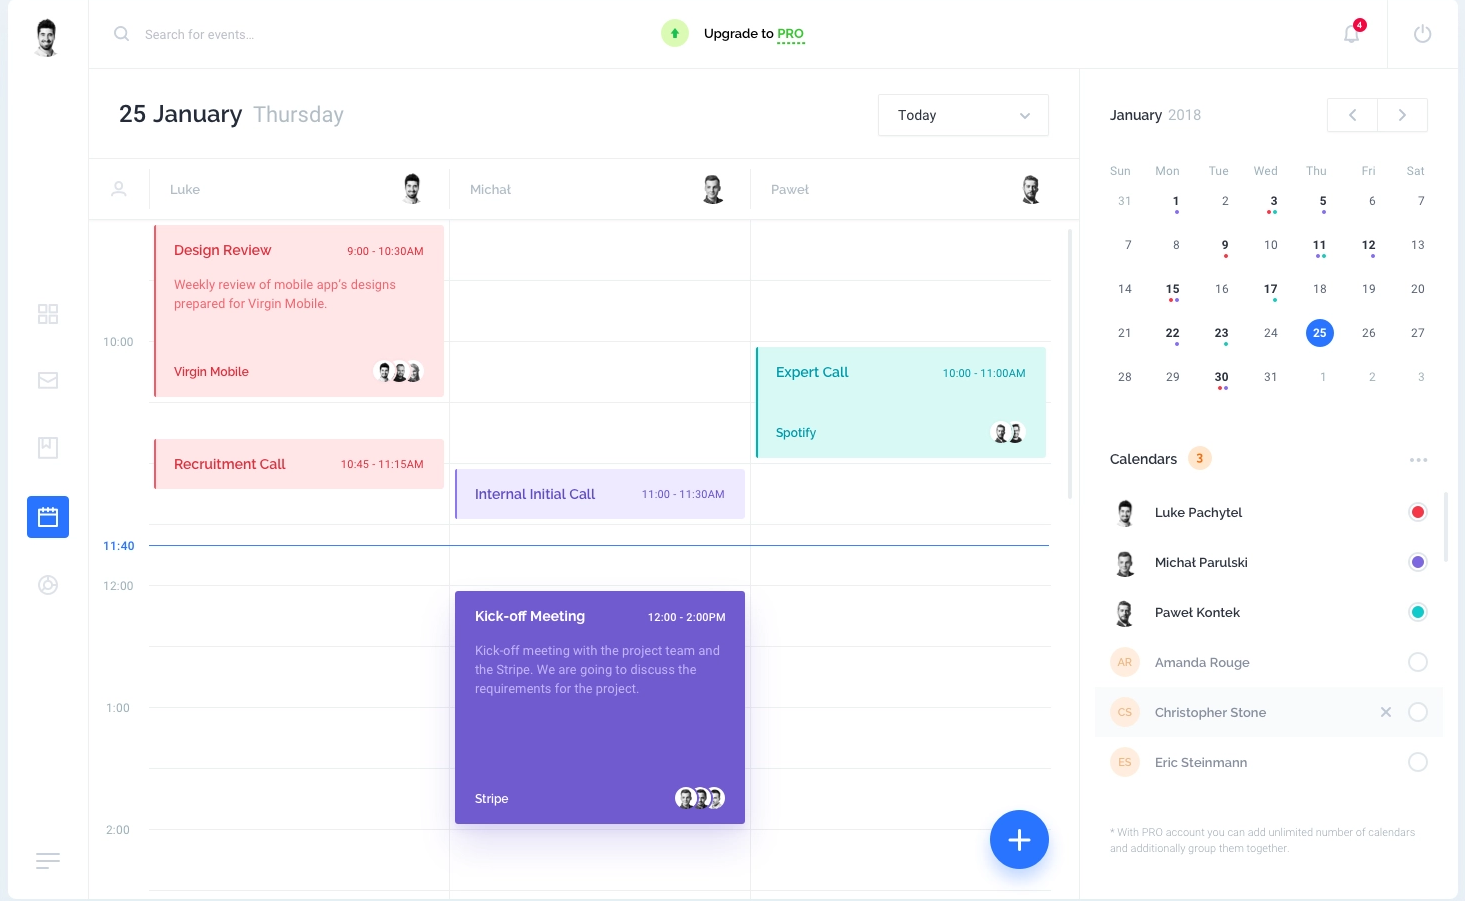 Search for events...
Upgrade to PRO
4
25 January Thursday
Today
Luke
Michał
Paweł
Design Review
9:00 - 10:30AM
Weekly review of mobile app's designs
prepared for Virgin Mobile.
Virgin Mobile
Recruitment Call
10:45 - 11:15AM
Internal Initial Call
11:00 - 11:30AM
Expert Call
10:00 - 11:00AM
Spotify
Kick-off Meeting
12:00 - 2:00PM
Kick-off meeting with the project team and
the Stripe. We are going to discuss the
requirements for the project.
Stripe
10:00
11:40
12:00
1:00
2:00
January 2018
Sun Mon Tue Wed Thu Fri Sat
31 1 2 3 5 6 7
7 8 9 10 11 12 13
14 15 16 17 18 19 20
21 22 23 24 25 26 27
28 29 30 31 1 2 3
Calendars 3
Luke Pachytel
Michał Parulski
Paweł Kontek
AR Amanda Rouge
CS Christopher Stone
ES Eric Steinmann
* With PRO account you can add unlimited number of calendars
and additionally group them together.